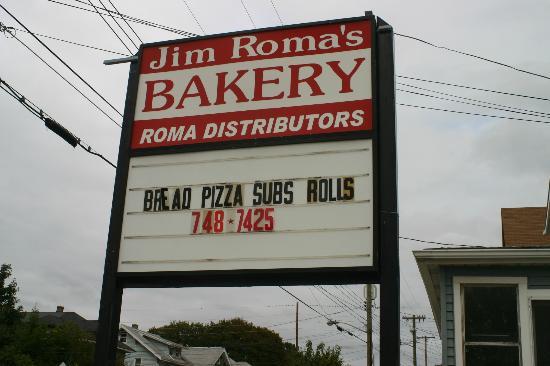 Jim Roma's
BAKERY
ROMA DISTRIBUTORS
BREAD PIZZA SUBS ROLLS
748*7425